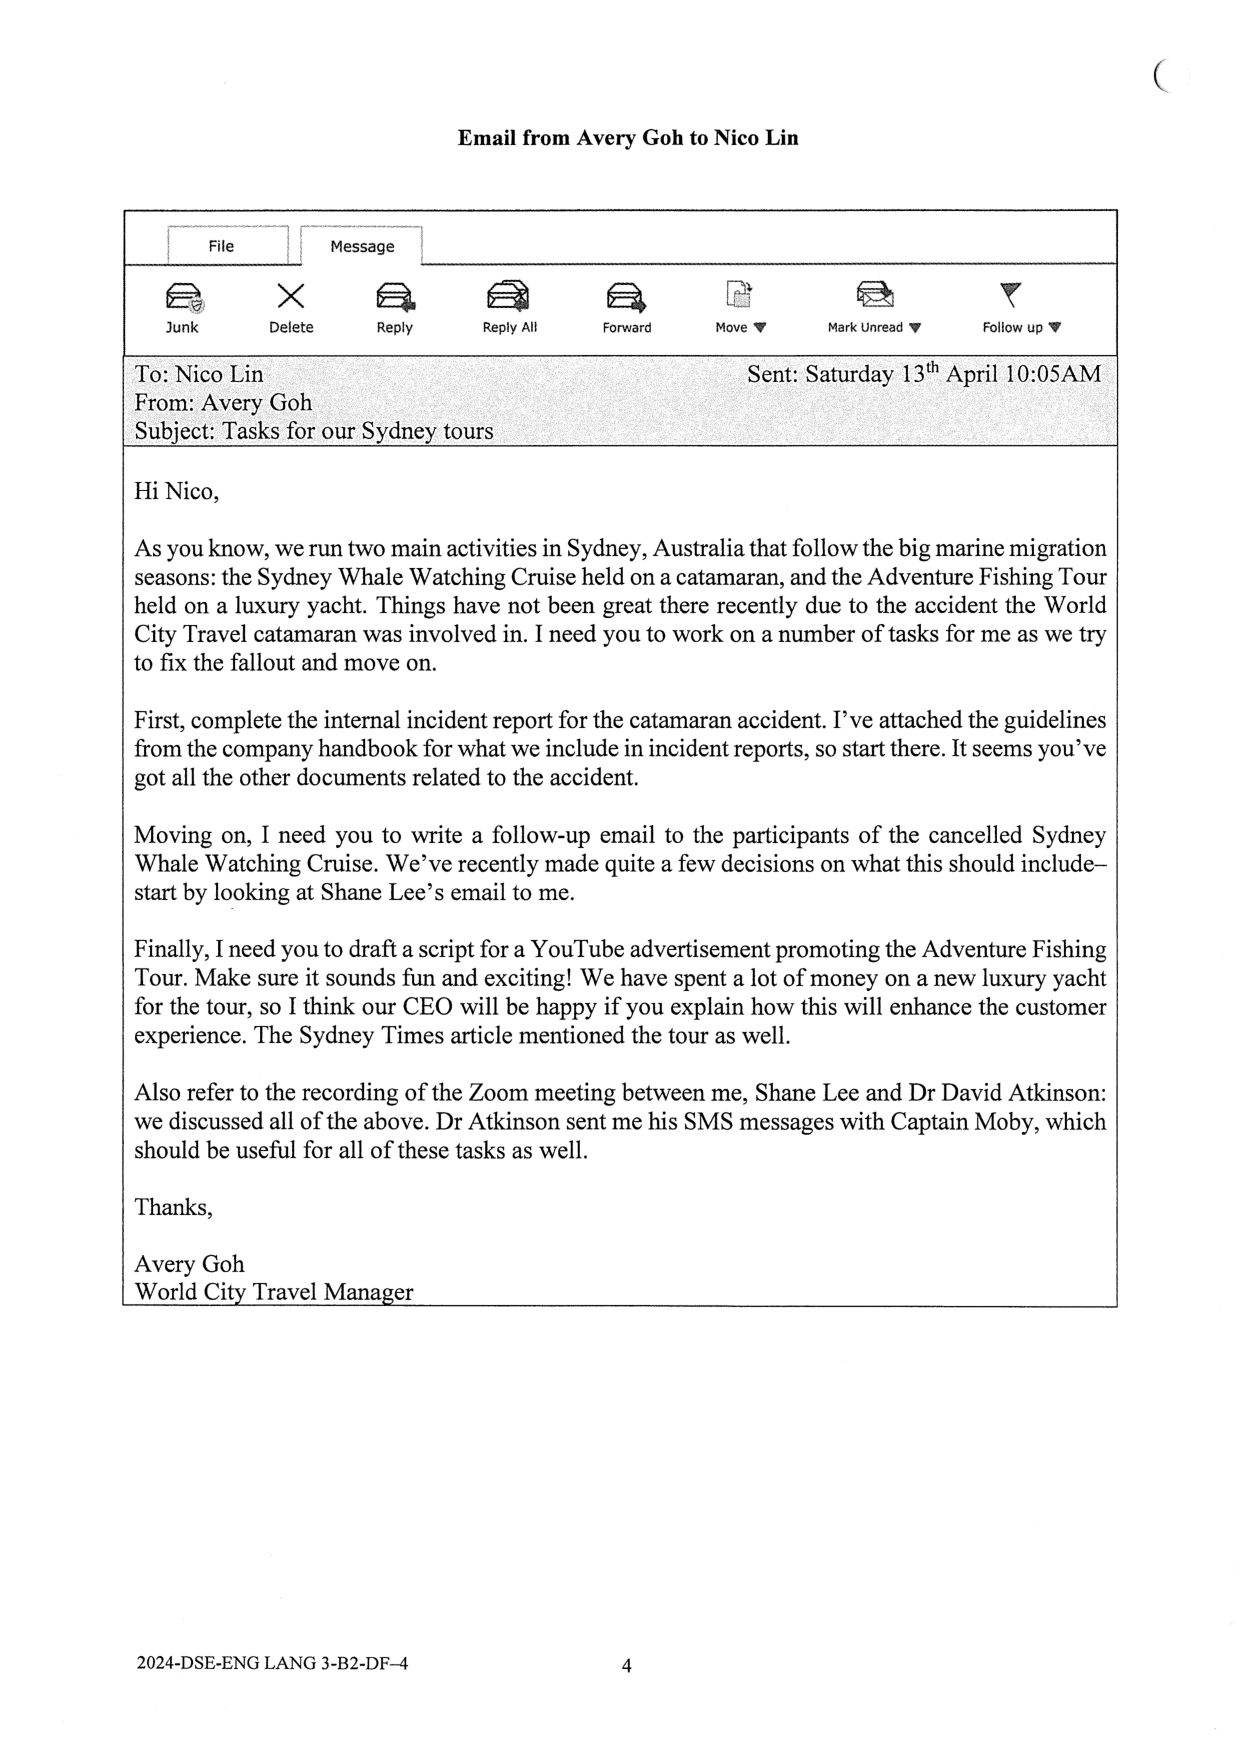 Email from Avery Goh to Nico Lin
File
Message
Junk
Delete
Reply
Reply All
Forward
Move
Mark Unread
Follow up
To: Nico Lin
Sent: Saturday 13th April 10:05AM
From: Avery Goh
Subject: Tasks for our Sydney tours
Hi Nico,
As you know, we run two main activities in Sydney, Australia that follow the big marine migration
seasons: the Sydney Whale Watching Cruise held on a catamaran, and the Adventure Fishing Tour
held on a luxury yacht. Things have not been great there recently due to the accident the World
City Travel catamaran was involved in. I need you to work on a number of tasks for me as we try
to fix the fallout and move on.
First, complete the internal incident report for the catamaran accident. I've attached the guidelines
from the company handbook for what we include in incident reports, so start there. It seems you've
got all the other documents related to the accident.
Moving on, I need you to write a follow-up email to the participants of the cancelled Sydney
Whale Watching Cruise. We've recently made quite a few decisions on what this should include–
start by looking at Shane Lee's email to me.
Finally, I need you to draft a script for a YouTube advertisement promoting the Adventure Fishing
Tour. Make sure it sounds fun and exciting! We have spent a lot of money on a new luxury yacht
for the tour, so I think our CEO will be happy if you explain how this will enhance the customer
experience. The Sydney Times article mentioned the tour as well.
Also refer to the recording of the Zoom meeting between me, Shane Lee and Dr David Atkinson:
we discussed all of the above. Dr Atkinson sent me his SMS messages with Captain Moby, which
should be useful for all of these tasks as well.
Thanks,
Avery Goh
World City Travel Manager
2024-DSE-ENG LANG 3-B2-DF–4
4